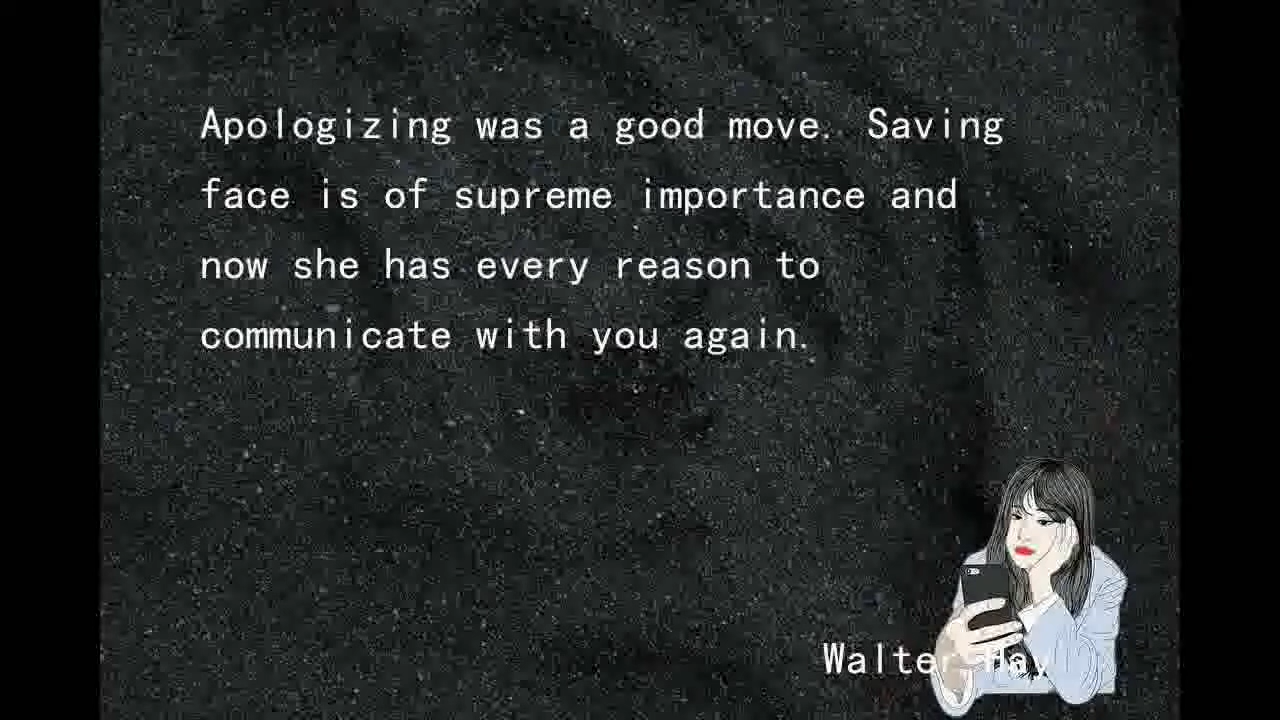 Apologizing was a good move. Saving
face is of supreme importance and
now she has every reason to
communicate with you again.
Walter